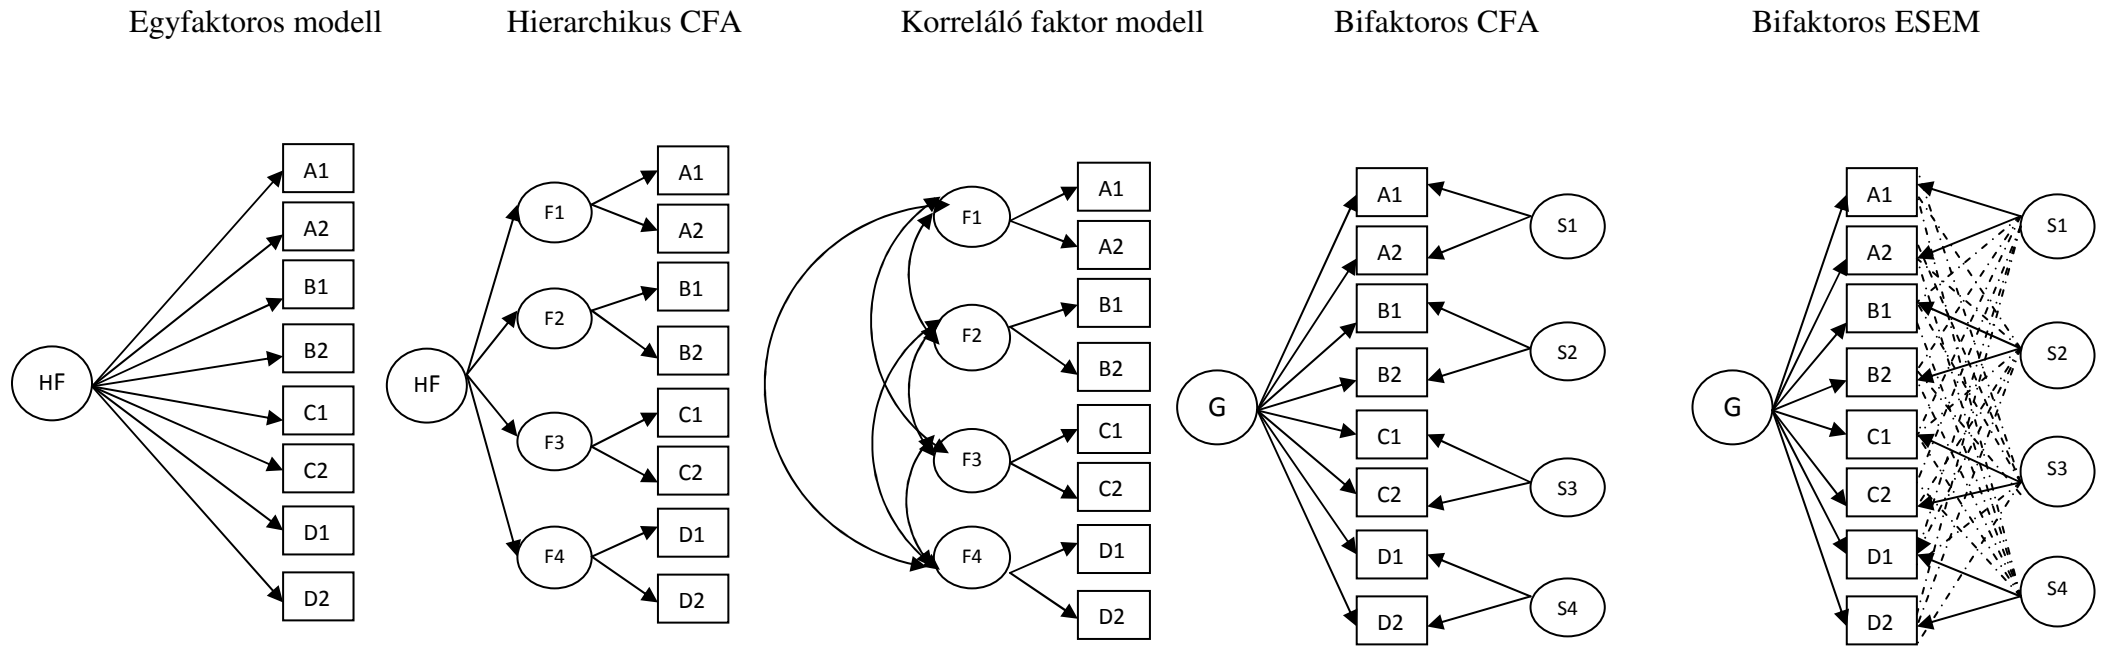 Egyfaktoros modell
Hierarchikus CFA
Korreláló faktor modell
Bifaktoros CFA
Bifaktoros ESEM
HF
A1
A2
B1
B2
C1
C2
D1
D2
HF
F1
F2
F3
F4
A1
A2
B1
B2
C1
C2
D1
D2
F1
F2
F3
F4
A1
A2
B1
B2
C1
C2
D1
D2
G
A1
A2
B1
B2
C1
C2
D1
D2
S1
S2
S3
S4
G
A1
A2
B1
B2
C1
C2
D1
D2
S1
S2
S3
S4